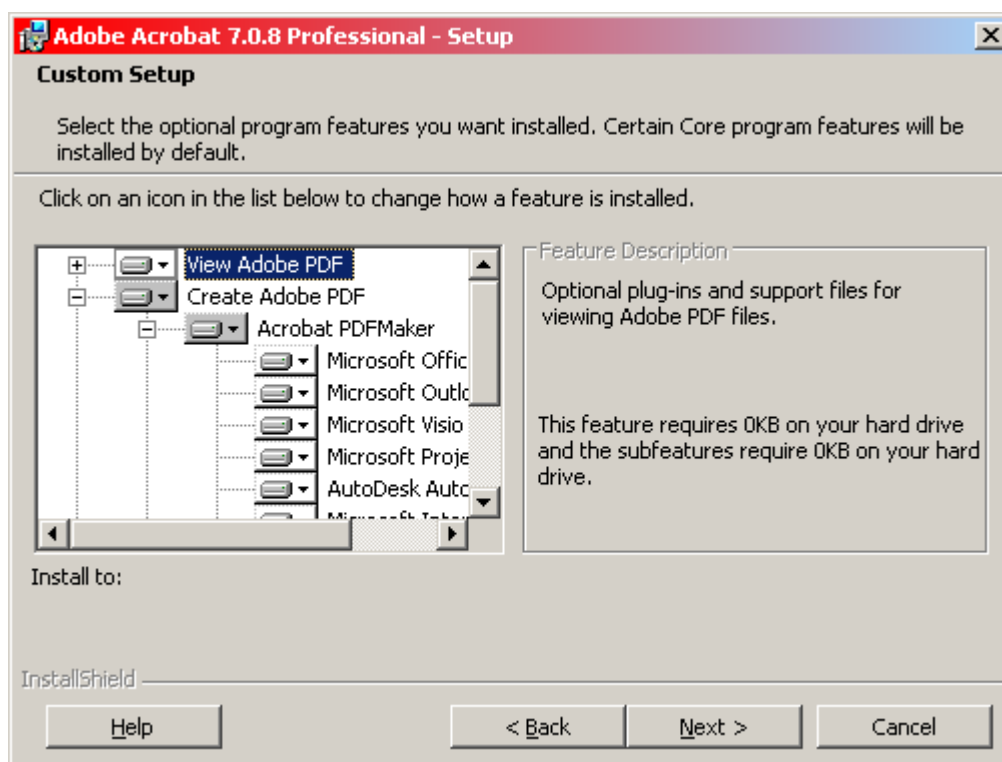 Adobe Acrobat 7.0.8 Professional - Setup
Custom Setup
Select the optional program features you want installed. Certain Core program features will be
installed by default.
Click on an icon in the list below to change how a feature is installed.
View Adobe PDF
Create Adobe PDF
Acrobat PDFMaker
Microsoft Offic
Microsoft Outlo
Microsoft Visio
Microsoft Proje
AutoDesk Auto
Microsoft Inter
Feature Description
Optional plug-ins and support files for
viewing Adobe PDF files.
This feature requires 0KB on your hard drive
and the subfeatures require 0KB on your hard
drive.
Install to:
InstallShield
Help
< Back
Next >
Cancel